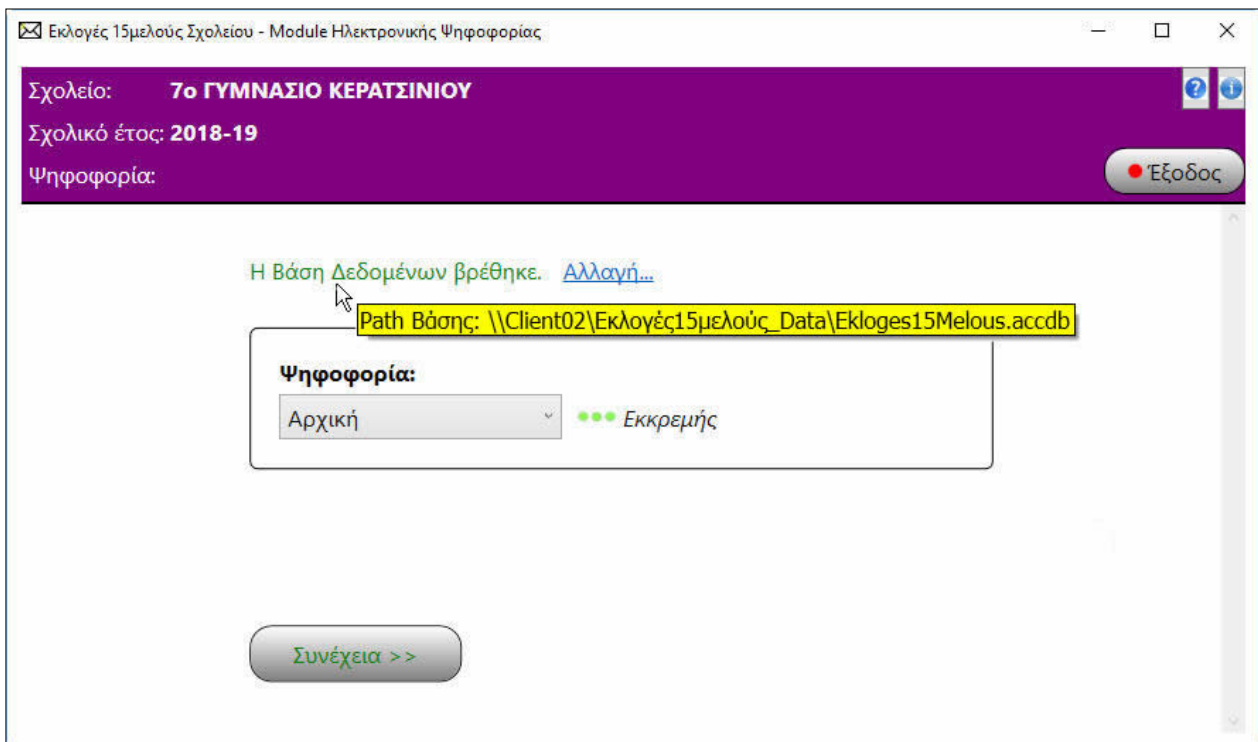 Εκλογές 15μελούς Σχολείου - Module Ηλεκτρονικής Ψηφοφορίας
Σχολείο: 7ο ΓΥΜΝΑΣΙΟ ΚΕΡΑΤΣΙΝΙΟΥ
Σχολικό έτος: 2018-19
Ψηφοφορία:
Έξοδος
Η Βάση Δεδομένων βρέθηκε. Αλλαγή...
Path Βάσης: \\Client02\Εκλογές15μελούς_Data\Ekloges15Melous.accdb
Ψηφοφορία:
Αρχική
Εκκρεμής
Συνέχεια >>